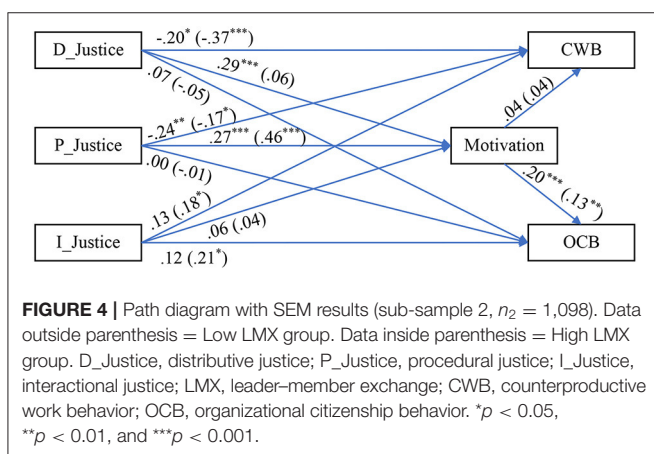 D_Justice
-.20* (-.37***)
CWB
.29*** (.06)
.07 (-.05)
.04 (.04)
P_Justice
-.24** (-.17*)
.27*** (.46***)
Motivation
.00 (-.01)
.20*** (.13**)
.13 (.18*)
I_Justice
.06 (.04)
.12 (.21*)
OCB
FIGURE 4 | Path diagram with SEM results (sub-sample 2, n₂ = 1,098). Data
outside parenthesis = Low LMX group. Data inside parenthesis = High LMX
group. D_Justice, distributive justice; P_Justice, procedural justice; I_Justice,
interactional justice; LMX, leader–member exchange; CWB, counterproductive
work behavior; OCB, organizational citizenship behavior. *p < 0.05,
**p < 0.01, and ***p < 0.001.